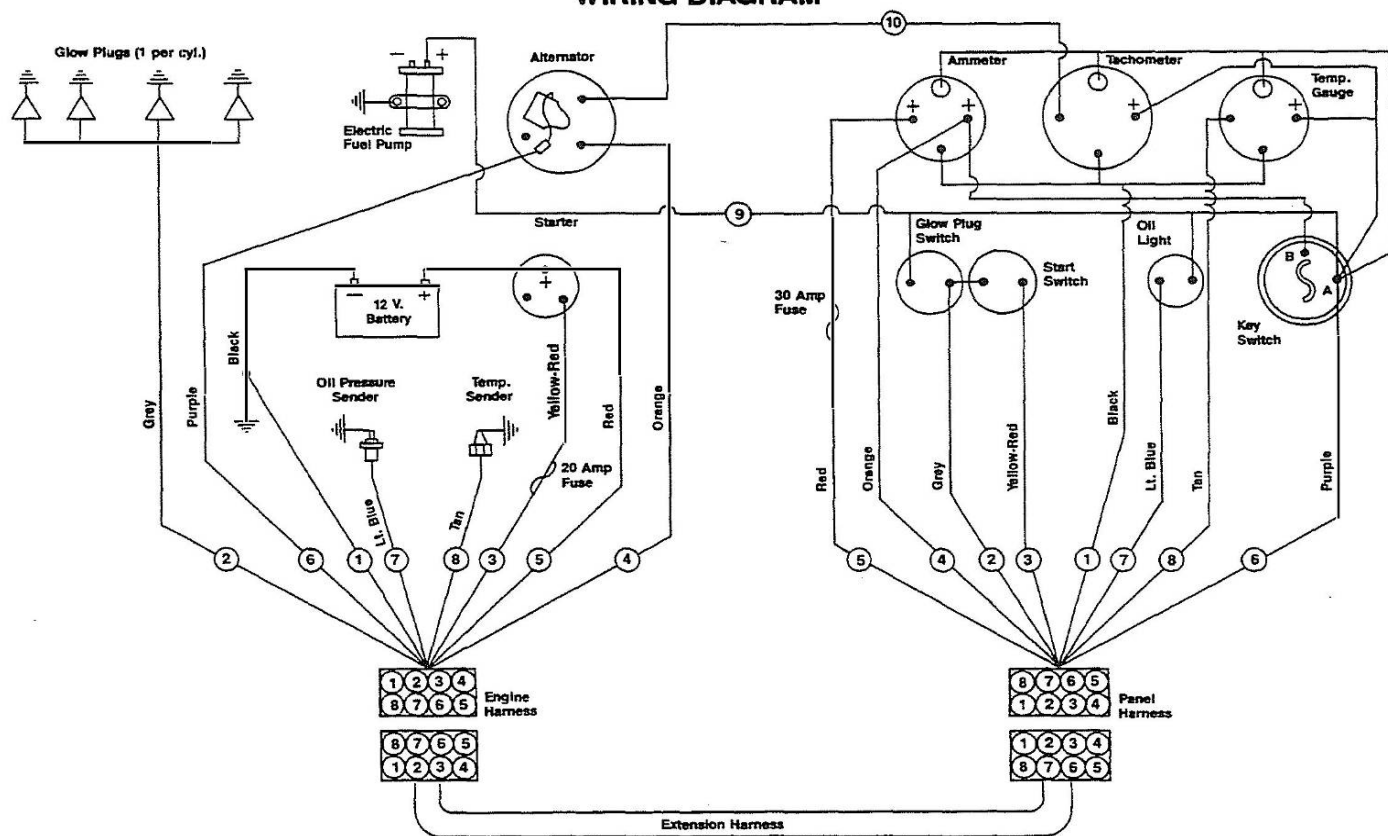 WIRING DIAGRAM
10
Glow Plugs (1 per cyl.)
− +
Alternator
Ammeter
Tachometer
Temp.
Gauge
+ + + +
Electric
Fuel Pump
9
Starter
Glow Plug
Switch
Oil
Light
Start
Switch
B
A
Key
Switch
+
− +
12 V.
Battery
30 Amp
Fuse
Oil Pressure
Sender
Temp.
Sender
20 Amp
Fuse
Grey
Purple
Black
Lt. Blue
Tan
Yellow-Red
Red
Orange
Red
Orange
Grey
Yellow-Red
Black
Lt. Blue
Tan
Purple
2 6 1 7 8 3 5 4
5 4 2 3 1 7 8 6
1 2 3 4
8 7 6 5
Engine
Harness
8 7 6 5
1 2 3 4
8 7 6 5
1 2 3 4
Panel
Harness
1 2 3 4
8 7 6 5
Extension Harness